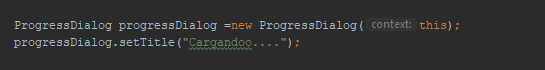 ProgressDialog progressDialog =new ProgressDialog( context: this);
progressDialog.setTitle("Cargandoo....");